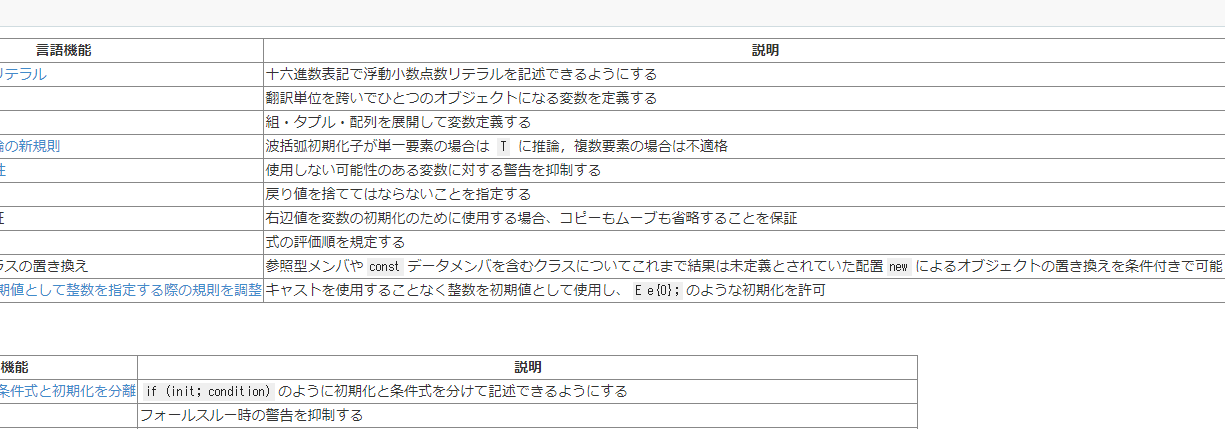 言語機能 説明
リテラル 十六進数表記で浮動小数点数リテラルを記述できるようにする
翻訳単位を跨いでひとつのオブジェクトになる変数を定義する
組・タプル・配列を展開して変数定義する
論の新規則 波括弧初期化子が単一要素の場合は T に推論，複数要素の場合は不適格
性 使用しない可能性のある変数に対する警告を抑制する
戻り値を捨ててはならないことを指定する
証 右辺値を変数の初期化のために使用する場合、コピーもムーブも省略することを保証
式の評価順を規定する
ラスの置き換え 参照型メンバや const データメンバを含むクラスについてこれまで結果は未定義とされていた配置 new によるオブジェクトの置き換えを条件付きで可能
期値として整数を指定する際の規則を調整 キャストを使用することなく整数を初期値として使用し、 E e{0}; のような初期化を許可
機能 説明
条件式と初期化を分離 if (init; condition) のように初期化と条件式を分けて記述できるようにする
フォールスルー時の警告を抑制する